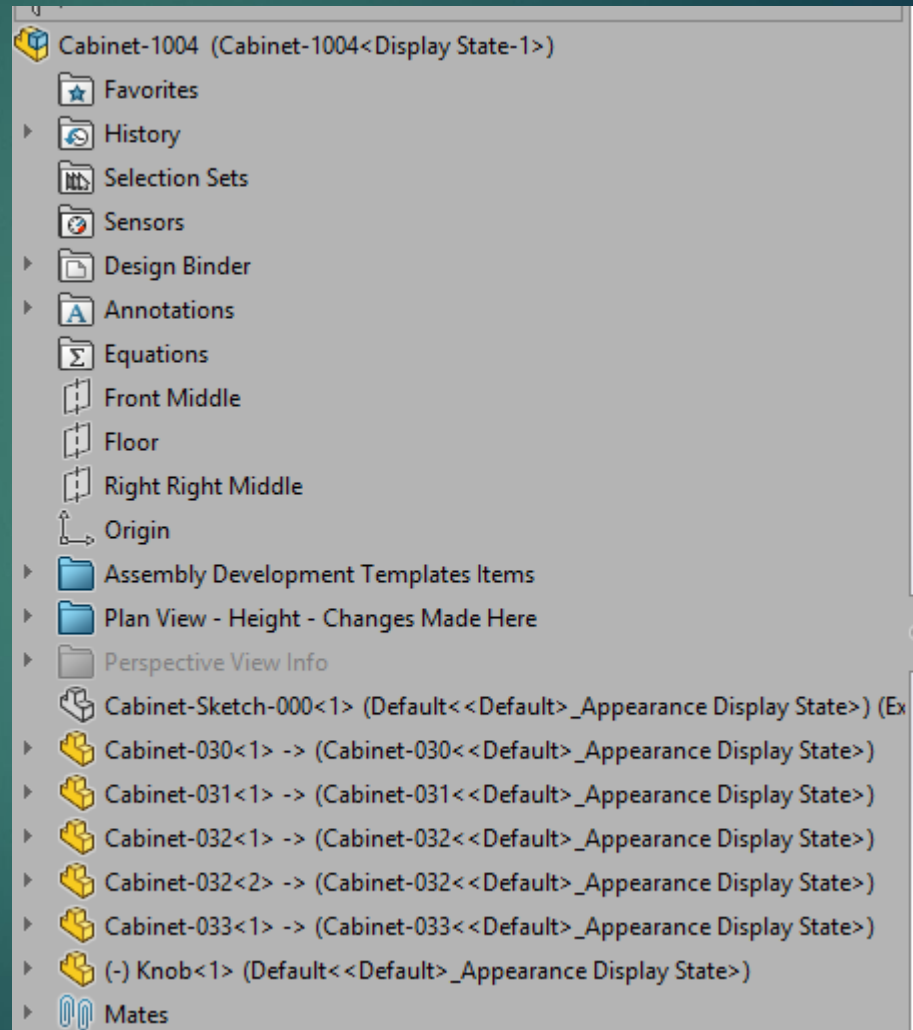 Cabinet-1004 (Cabinet-1004<Display State-1>)
Favorites
History
Selection Sets
Sensors
Design Binder
Annotations
Equations
Front Middle
Floor
Right Right Middle
Origin
Assembly Development Templates Items
Plan View - Height - Changes Made Here
Perspective View Info
Cabinet-Sketch-000<1> (Default<<Default>_Appearance Display State>) (Ex
Cabinet-030<1> -> (Cabinet-030<<Default>_Appearance Display State>)
Cabinet-031<1> -> (Cabinet-031<<Default>_Appearance Display State>)
Cabinet-032<1> -> (Cabinet-032<<Default>_Appearance Display State>)
Cabinet-032<2> -> (Cabinet-032<<Default>_Appearance Display State>)
Cabinet-033<1> -> (Cabinet-033<<Default>_Appearance Display State>)
(-) Knob<1> (Default<<Default>_Appearance Display State>)
Mates